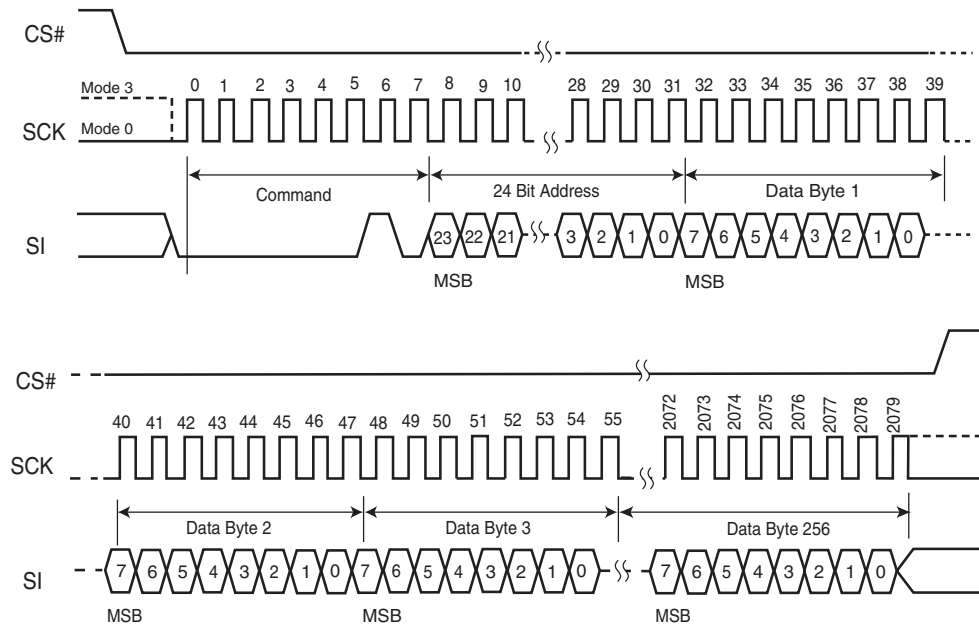 CS#
Mode 3
SCK
Mode 0
0 1 2 3 4 5 6 7 8 9 10 28 29 30 31 32 33 34 35 36 37 38 39
Command
24 Bit Address
Data Byte 1
SI
23 22 21 3 2 1 0 7 6 5 4 3 2 1 0
MSB
MSB
CS#
40 41 42 43 44 45 46 47 48 49 50 51 52 53 54 55 2072 2073 2074 2075 2076 2077 2078 2079
SCK
Data Byte 2
Data Byte 3
Data Byte 256
SI
7 6 5 4 3 2 1 0 7 6 5 4 3 2 1 0 7 6 5 4 3 2 1 0
MSB
MSB
MSB